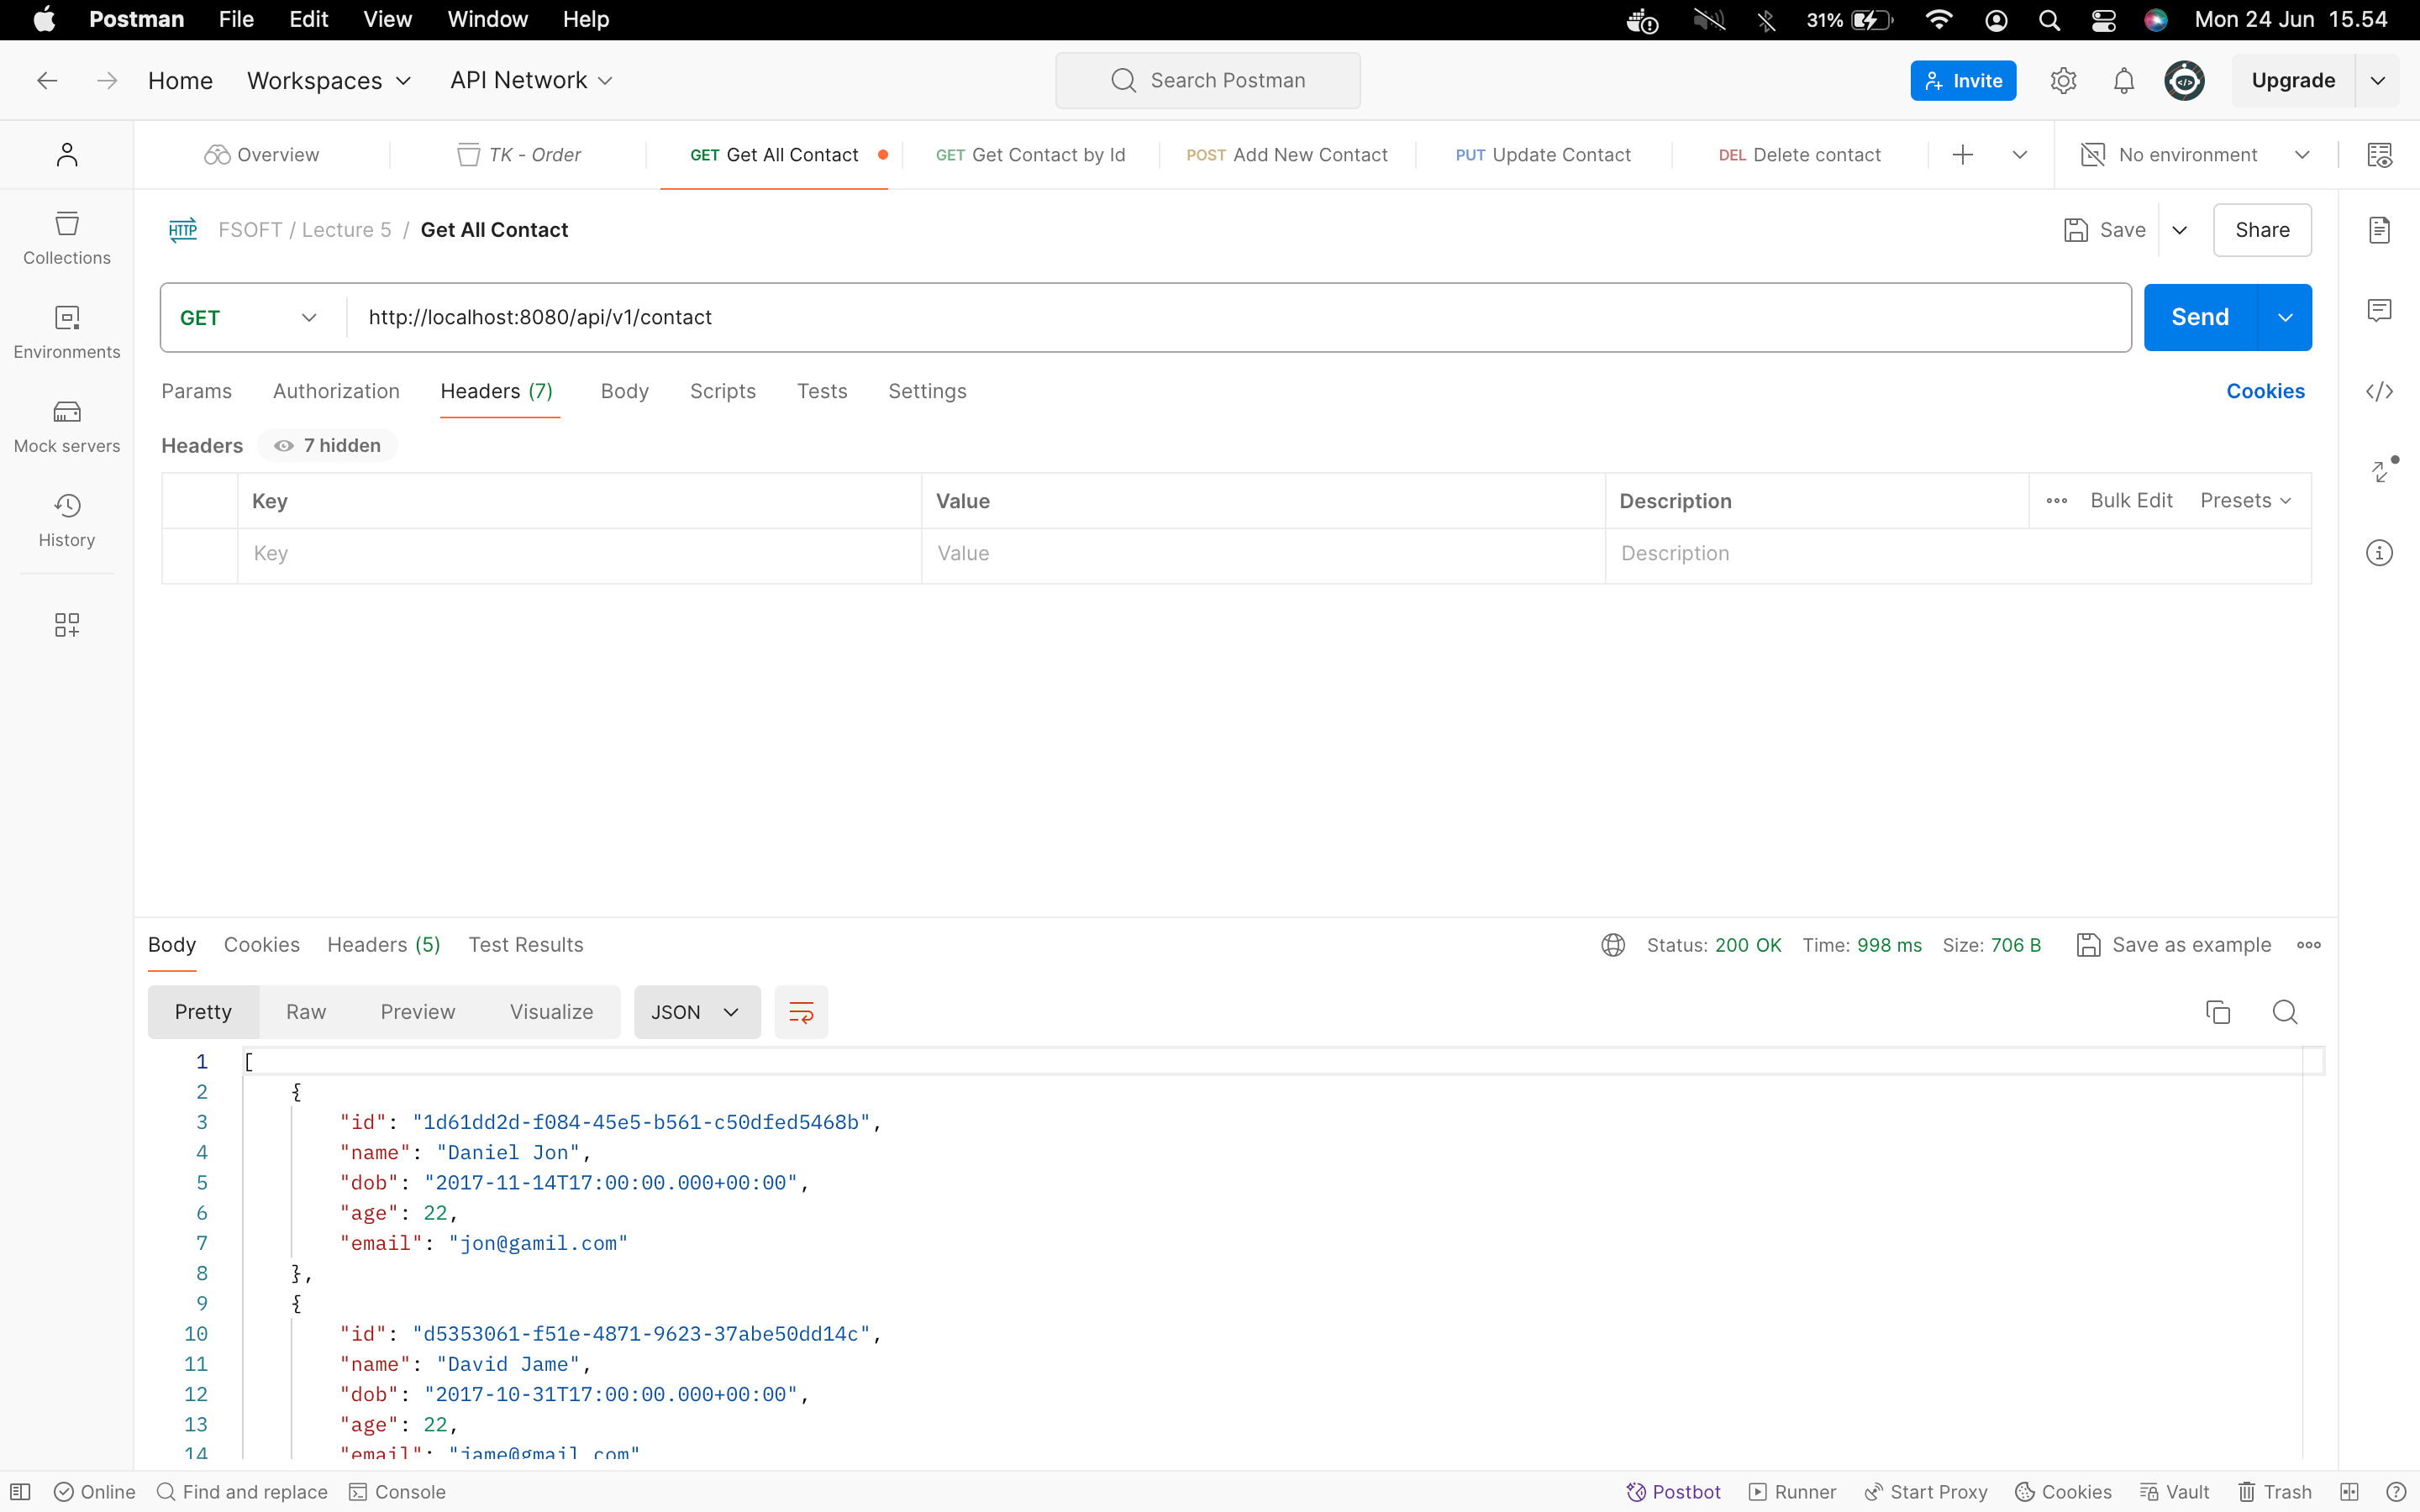 Postman File Edit View Window Help 31% Mon 24 Jun 15.54
Home Workspaces API Network Search Postman Invite Upgrade
Overview TK - Order GET Get All Contact GET Get Contact by Id POST Add New Contact PUT Update Contact DEL Delete contact No environment
HTTP FSOFT / Lecture 5 / Get All Contact Save Share
Collections
Environments
Mock servers
History
GET http://localhost:8080/api/v1/contact Send
Params Authorization Headers (7) Body Scripts Tests Settings Cookies
Headers 7 hidden
Key Value Description Bulk Edit Presets
Key Value Description
Body Cookies Headers (5) Test Results Status: 200 OK Time: 998 ms Size: 706 B Save as example
Pretty Raw Preview Visualize JSON
1 [
2 {
3 "id": "1d61dd2d-f084-45e5-b561-c50dfed5468b",
4 "name": "Daniel Jon",
5 "dob": "2017-11-14T17:00:00.000+00:00",
6 "age": 22,
7 "email": "jon@gamil.com"
8 },
9 {
10 "id": "d5353061-f51e-4871-9623-37abe50dd14c",
11 "name": "David Jame",
12 "dob": "2017-10-31T17:00:00.000+00:00",
13 "age": 22,
14 "email": "jame@gmail.com"
Online Find and replace Console Postbot Runner Start Proxy Cookies Vault Trash